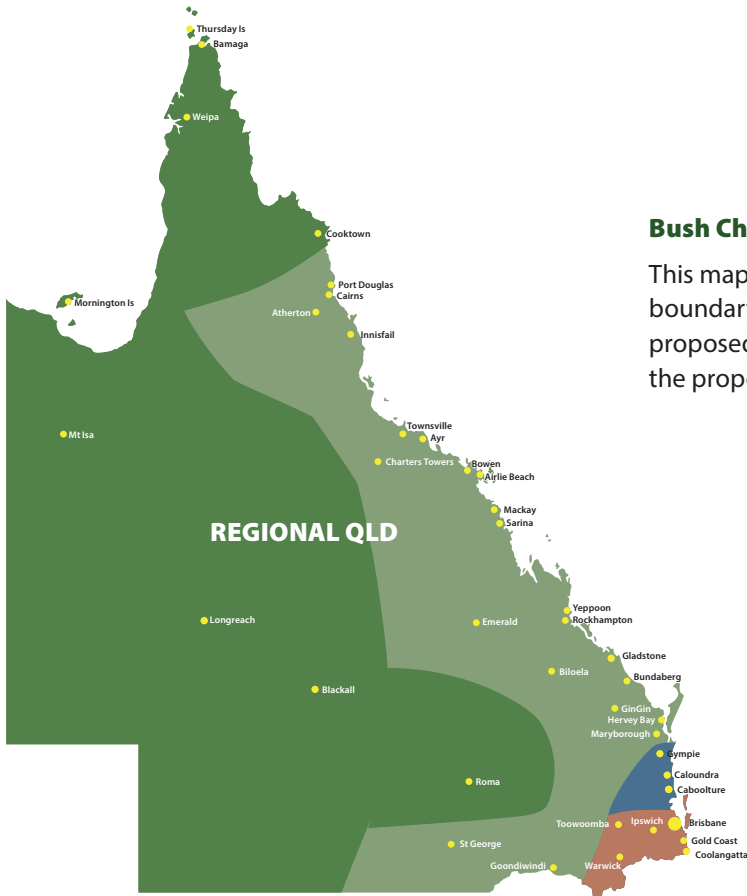 Thursday Is
Bamaga
Weipa
Cooktown
Port Douglas
Cairns
Mornington Is
Atherton
Innisfail
Bush Ch
This map
boundary
proposed
the prope
Townsville
Ayr
Mt Isa
Charters Towers
Bowen
Airlie Beach
Mackay
Sarina
REGIONAL QLD
Yeppoon
Rockhampton
Longreach
Emerald
Gladstone
Biloela
Bundaberg
Blackall
GinGin
Hervey Bay
Maryborough
Gympie
Caloundra
Roma
Caboolture
Toowoomba
Ipswich
Brisbane
St George
Gold Coast
Coolangatta
Goondiwindi
Warwick